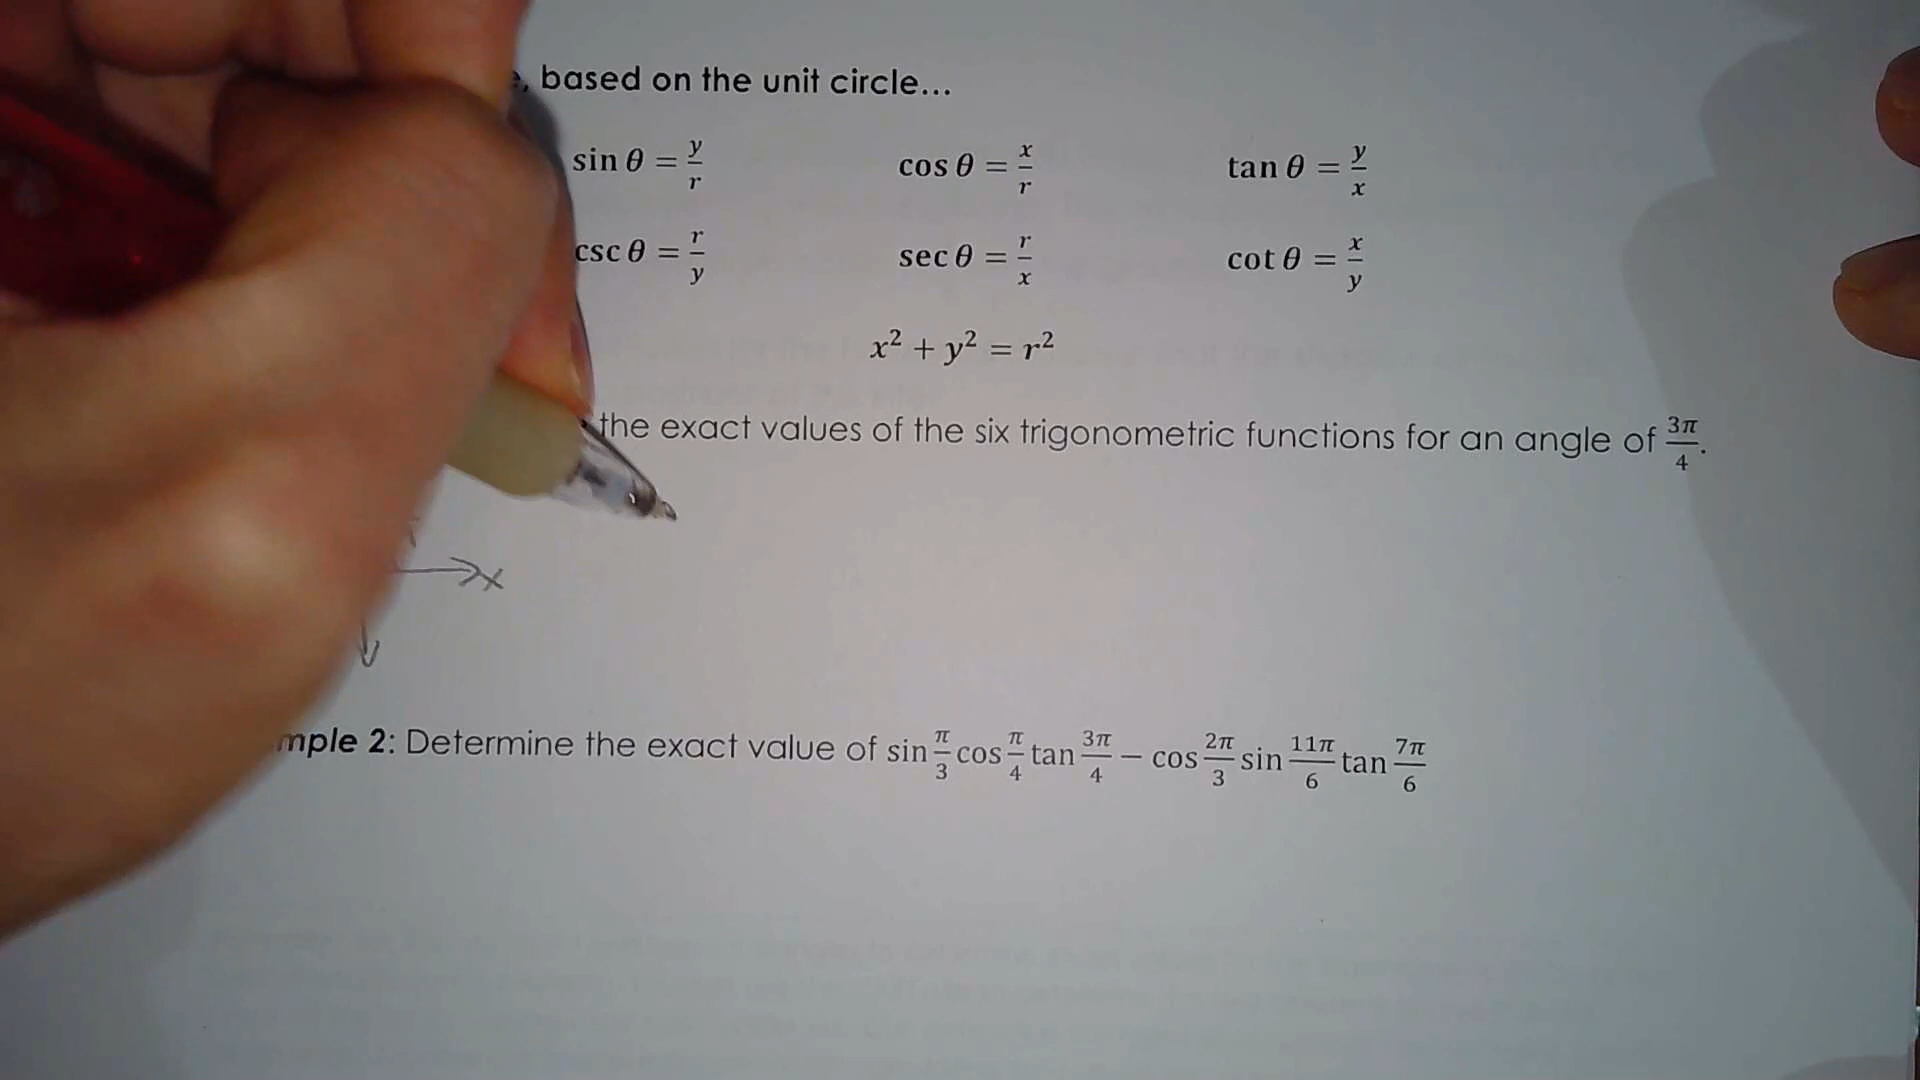 based on the unit circle...
sin θ = y/r cos θ = x/r tan θ = y/x
csc θ = r/y sec θ = r/x cot θ = x/y
x² + y² = r²
the exact values of the six trigonometric functions for an angle of 3π/4.
x
mple 2: Determine the exact value of sin π/3 cos π/4 tan 3π/4 − cos 2π/3 sin 11π/6 tan 7π/6